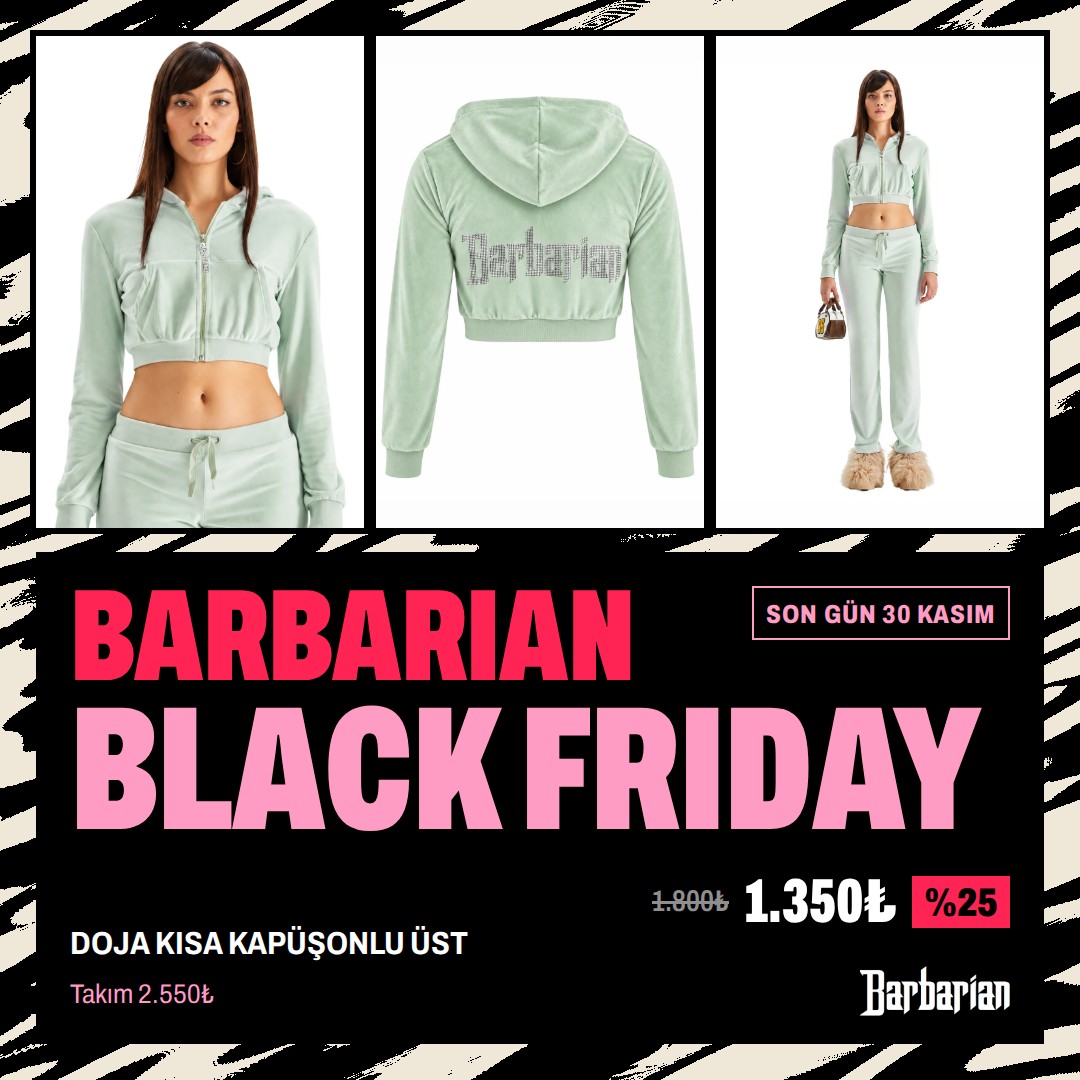 Barbarian
BARBARIAN
SON GÜN 30 KASIM
BLACK FRIDAY
1.800₺ 1.350₺ %25
DOJA KISA KAPÜŞONLU ÜST
Takım 2.550₺
Barbarian